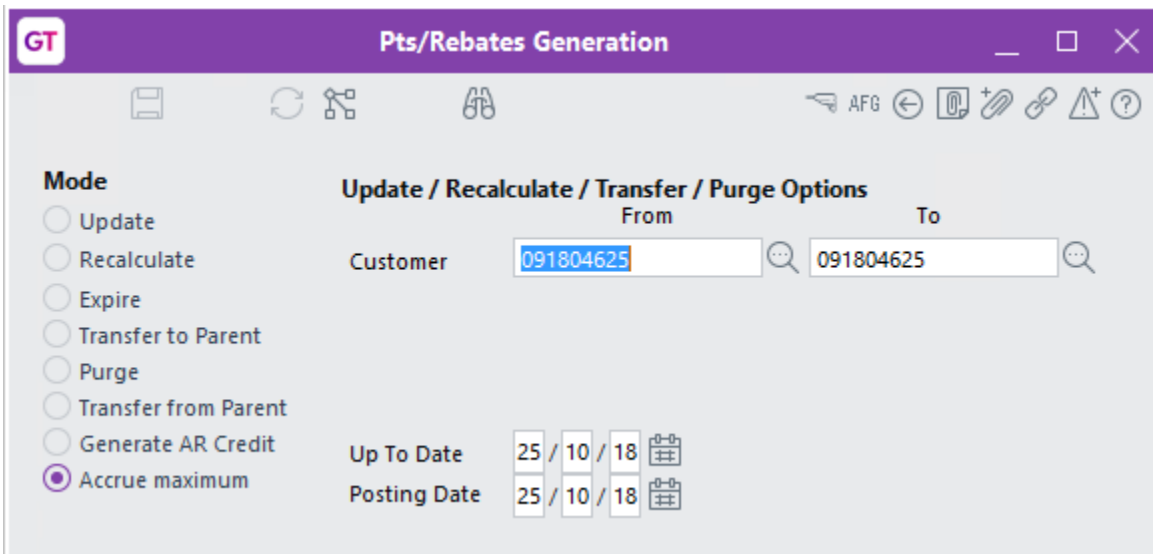 GT Pts/Rebates Generation
AFG
Mode
Update / Recalculate / Transfer / Purge Options
From To
Update
Recalculate
Customer 091804625 091804625
Expire
Transfer to Parent
Purge
Transfer from Parent
Generate AR Credit
Up To Date 25 / 10 / 18
Accrue maximum
Posting Date 25 / 10 / 18